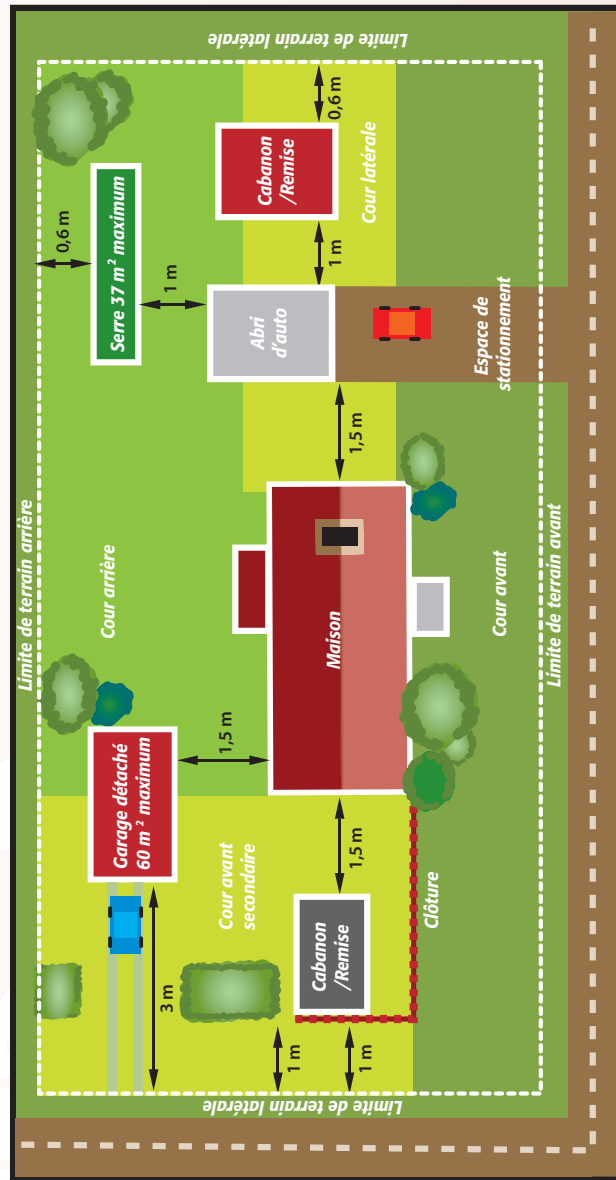 Limite de terrain arrière
Limite de terrain latérale
Cour arrière
0,6 m
Serre 37 m² maximum
1 m
Garage détaché
60 m² maximum
3 m
1,5 m
Cour avant
secondaire
Cabanon
/Remise
1 m
1 m
1,5 m
Clôture
Limite de terrain latérale
Maison
1,5 m
Abri
d'auto
1 m
Cabanon
/Remise
0,6 m
Cour latérale
Espace de
stationnement
Cour avant
Limite de terrain avant